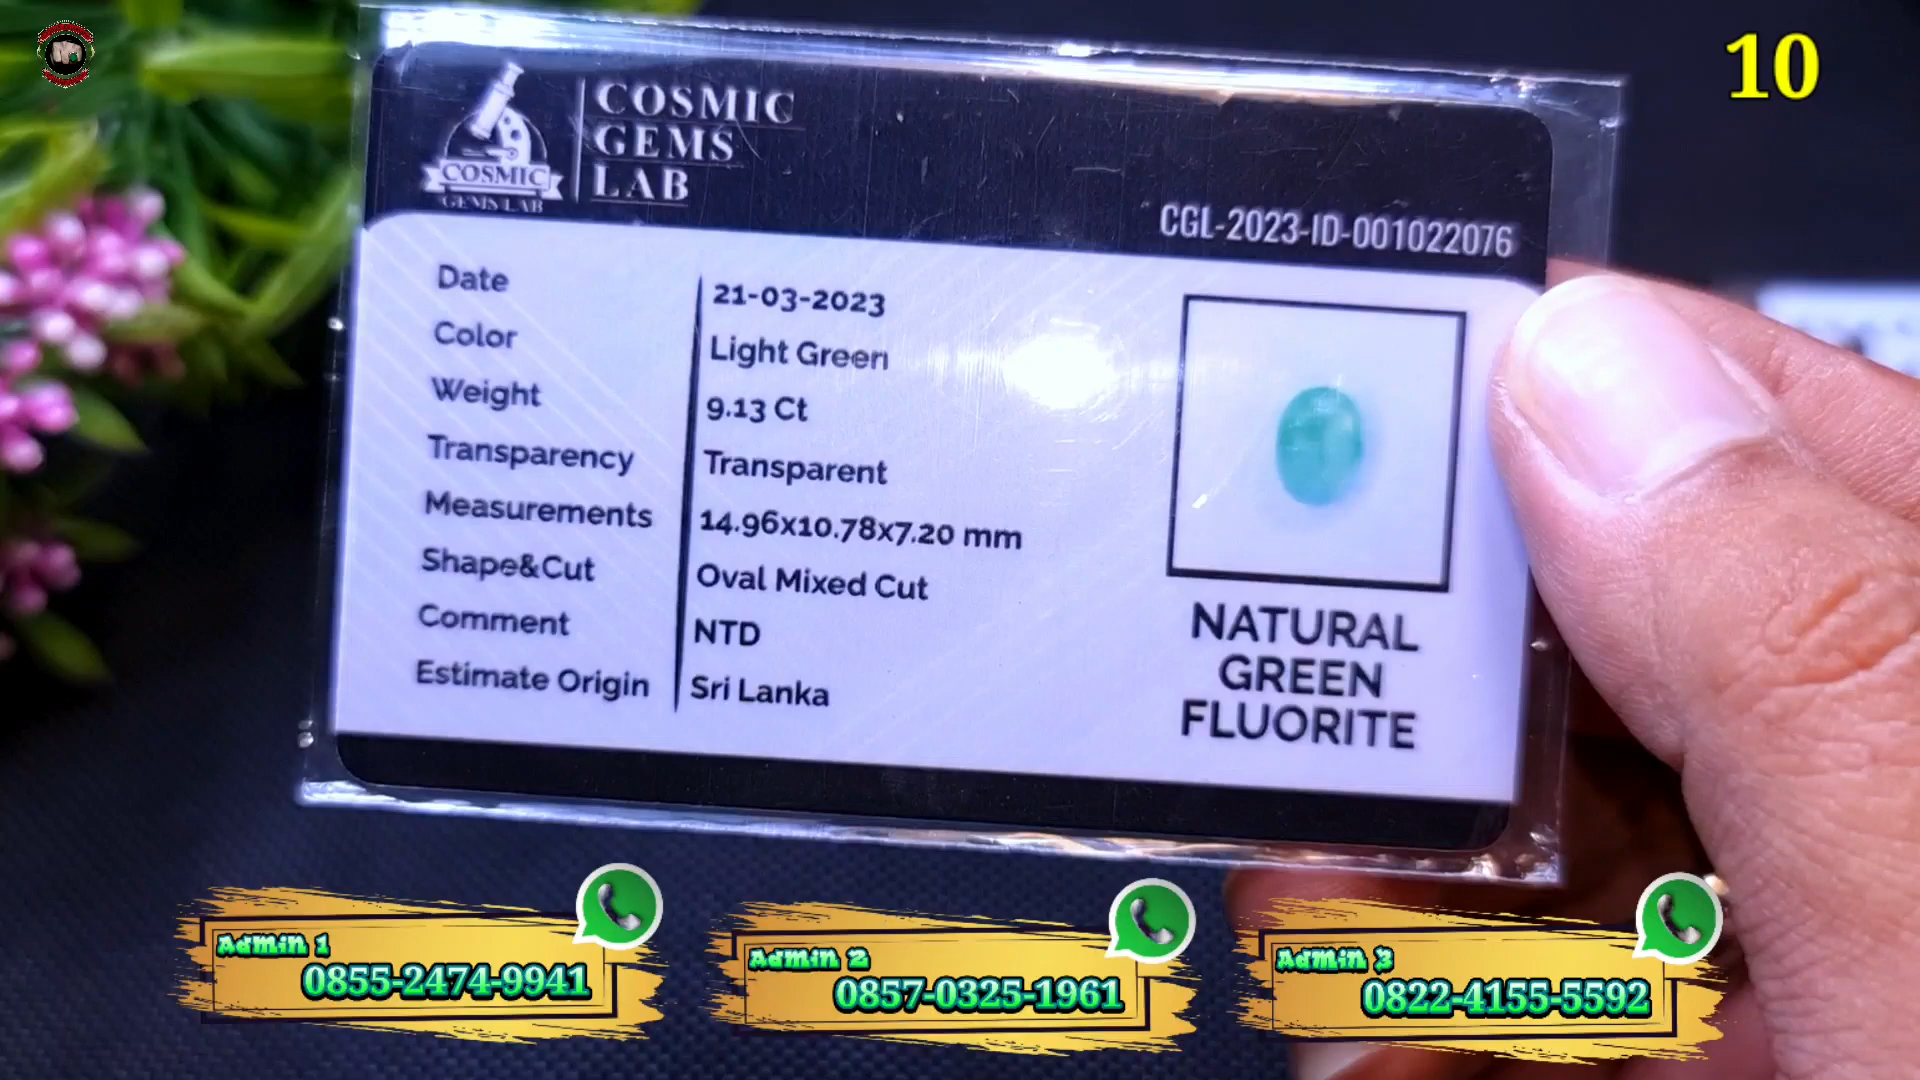 10
COSMIC
GEMS
LAB
COSMIC
GEMS LAB
CGL-2023-ID-001022076
Date 21-03-2023
Color Light Green
Weight 9.13 Ct
Transparency Transparent
Measurements 14.96x10.78x7.20 mm
Shape&Cut Oval Mixed Cut
Comment NTD
Estimate Origin Sri Lanka
NATURAL
GREEN
FLUORITE
Admin 1
0855-2474-9941
Admin 2
0857-0325-1961
Admin 3
0822-4155-5592